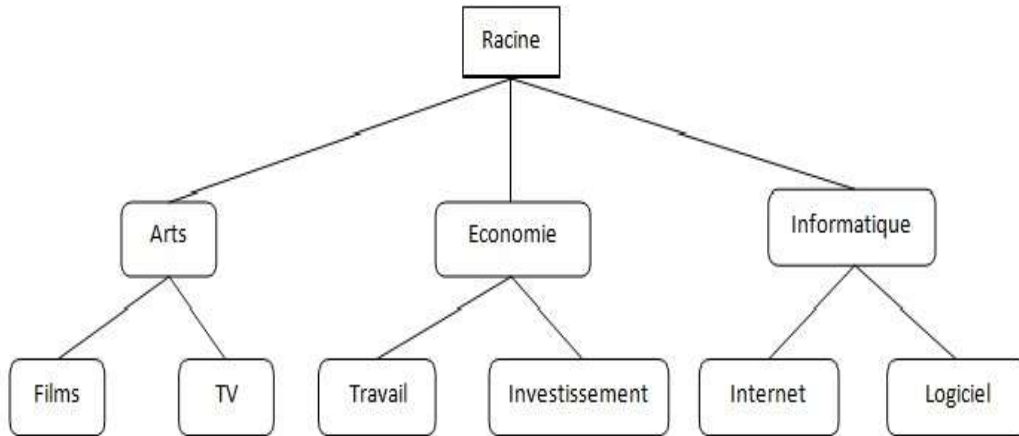 Racine
Arts
Economie
Informatique
Films
TV
Travail
Investissement
Internet
Logiciel